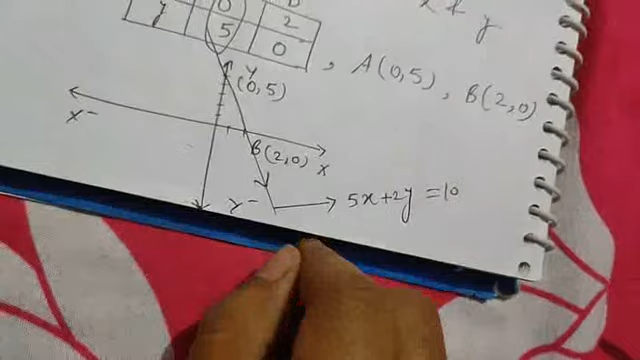 x + y
0
y 5 2
0
, A(0,5), B(2,0)
Y
(0,5)
X-
B(2,0) X
Y-
5x+2y =10